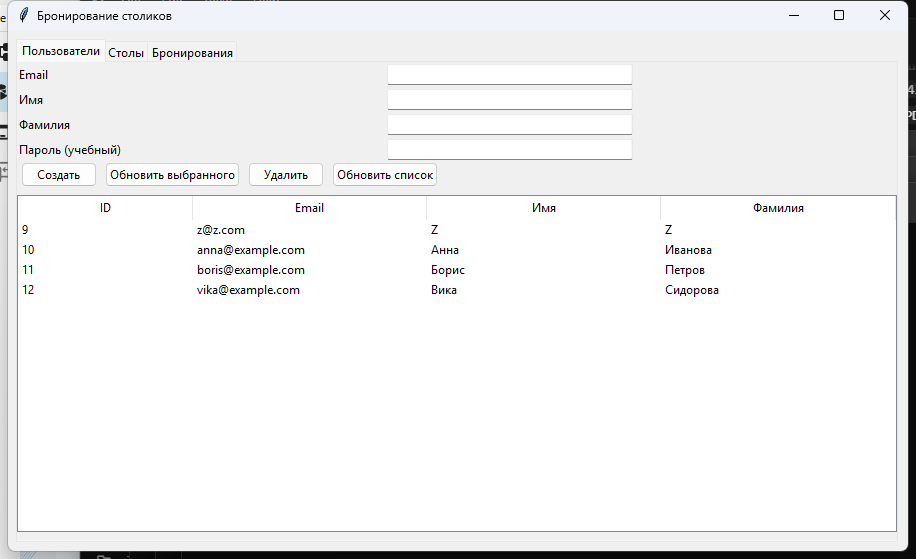 Бронирование столиков
Пользователи Столы Бронирования
Email
Имя
Фамилия
Пароль (учебный)
Создать Обновить выбранного Удалить Обновить список
ID Email Имя Фамилия
9 z@z.com Z Z
10 anna@example.com Анна Иванова
11 boris@example.com Борис Петров
12 vika@example.com Вика Сидорова